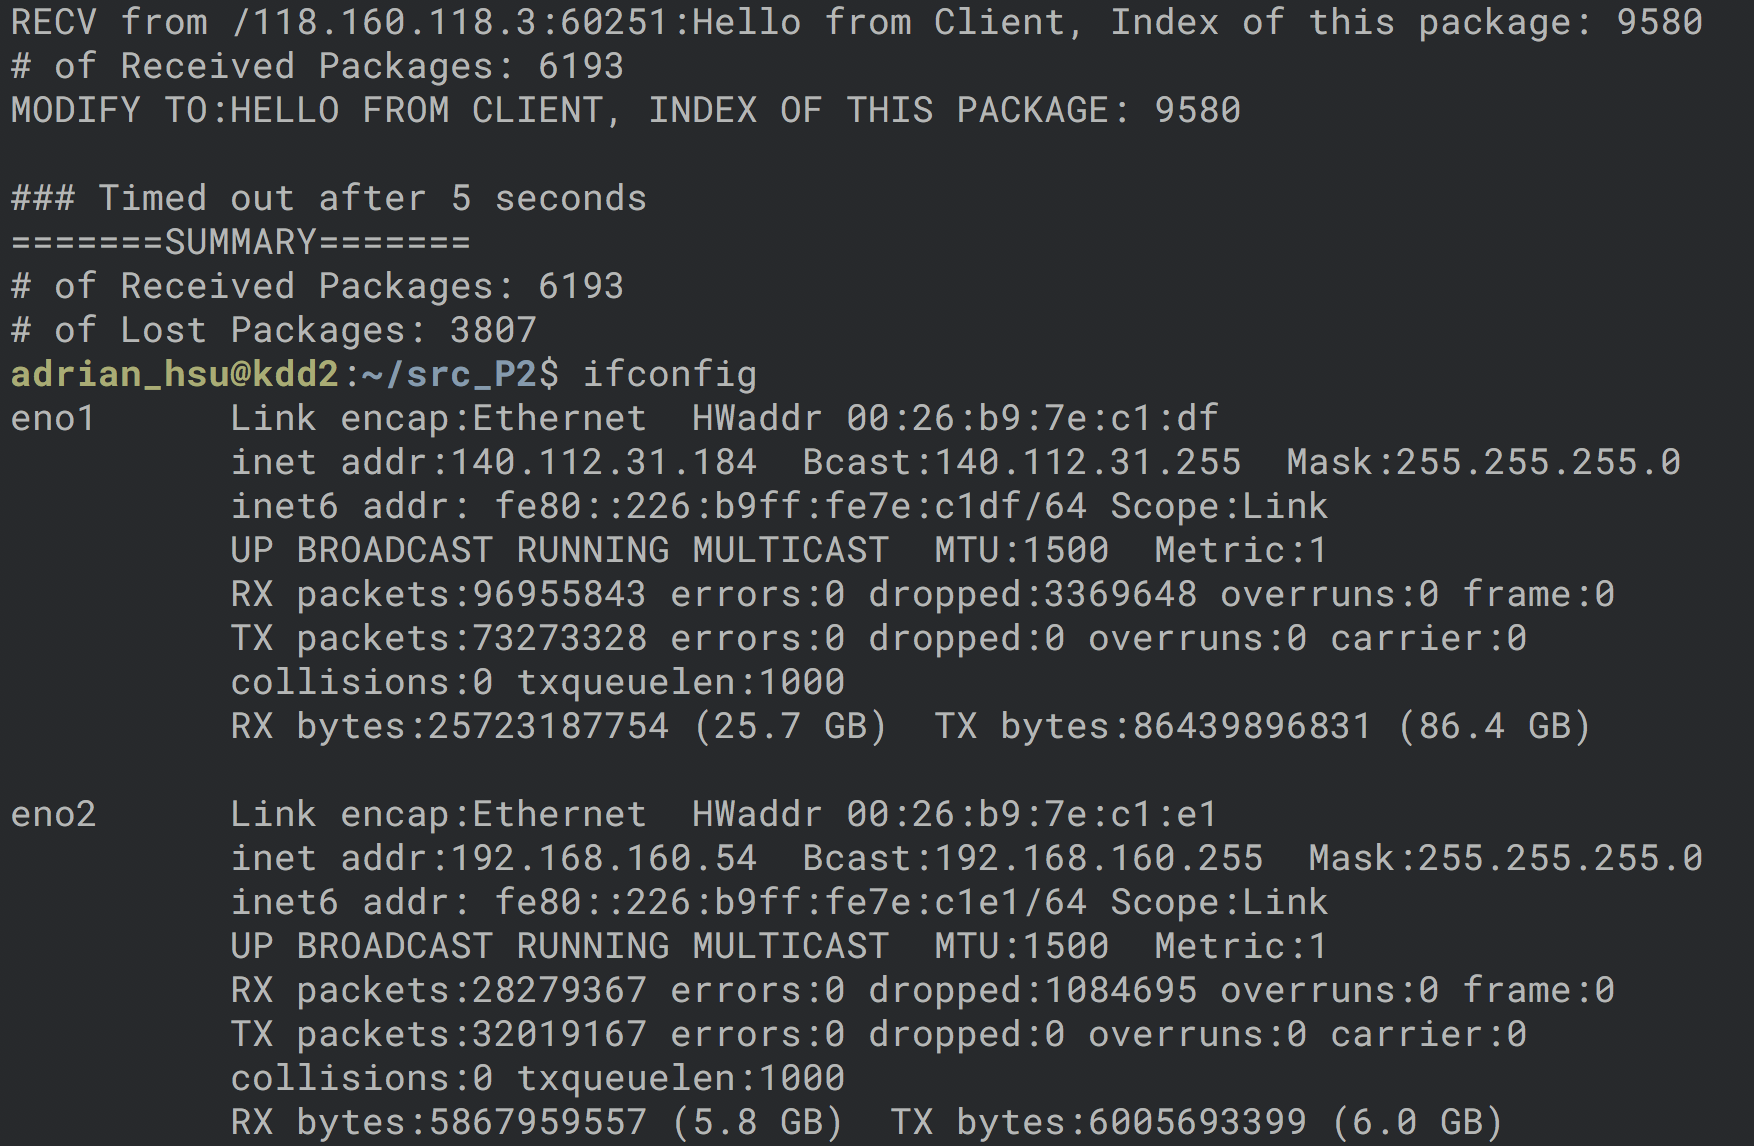 RECV from /118.160.118.3:60251:Hello from Client, Index of this package: 9580
# of Received Packages: 6193
MODIFY TO:HELLO FROM CLIENT, INDEX OF THIS PACKAGE: 9580
### Timed out after 5 seconds
=======SUMMARY=======
# of Received Packages: 6193
# of Lost Packages: 3807
adrian_hsu@kdd2:~/src_P2$ ifconfig
eno1      Link encap:Ethernet  HWaddr 00:26:b9:7e:c1:df
          inet addr:140.112.31.184  Bcast:140.112.31.255  Mask:255.255.255.0
          inet6 addr: fe80::226:b9ff:fe7e:c1df/64 Scope:Link
          UP BROADCAST RUNNING MULTICAST  MTU:1500  Metric:1
          RX packets:96955843 errors:0 dropped:3369648 overruns:0 frame:0
          TX packets:73273328 errors:0 dropped:0 overruns:0 carrier:0
          collisions:0 txqueuelen:1000
          RX bytes:25723187754 (25.7 GB)  TX bytes:86439896831 (86.4 GB)
eno2      Link encap:Ethernet  HWaddr 00:26:b9:7e:c1:e1
          inet addr:192.168.160.54  Bcast:192.168.160.255  Mask:255.255.255.0
          inet6 addr: fe80::226:b9ff:fe7e:c1e1/64 Scope:Link
          UP BROADCAST RUNNING MULTICAST  MTU:1500  Metric:1
          RX packets:28279367 errors:0 dropped:1084695 overruns:0 frame:0
          TX packets:32019167 errors:0 dropped:0 overruns:0 carrier:0
          collisions:0 txqueuelen:1000
          RX bytes:5867959557 (5.8 GB)  TX bytes:6005693399 (6.0 GB)